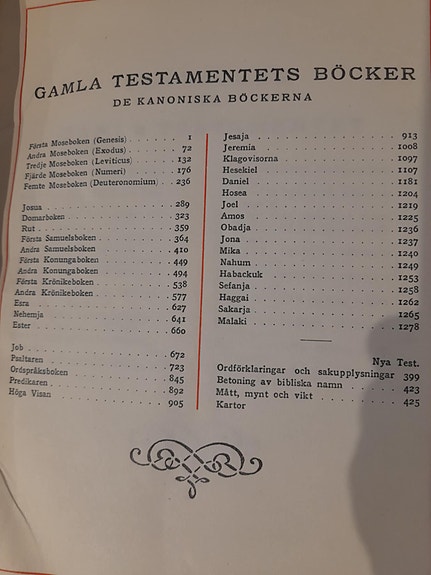 GAMLA TESTAMENTETS BÖCKER
DE KANONISKA BÖCKERNA
Första Moseboken (Genesis) . . . . . . 1
Andra Moseboken (Exodus) . . . . . 72
Tredje Moseboken (Leviticus) . . . . 132
Fjärde Moseboken (Numeri) . . . . . 176
Femte Moseboken (Deuteronomium) . 236
Josua . . . . . . . . . . . . . . 289
Domarboken . . . . . . . . . . . 323
Rut . . . . . . . . . . . . . . . 359
Första Samuelsboken . . . . . . . 364
Andra Samuelsboken . . . . . . . 410
Första Konungaboken . . . . . . . 449
Andra Konungaboken . . . . . . . 494
Första Krönikeboken . . . . . . . 538
Andra Krönikeboken . . . . . . . 577
Esra . . . . . . . . . . . . . . 627
Nehemja . . . . . . . . . . . . . 641
Ester . . . . . . . . . . . . . . 660
Job . . . . . . . . . . . . . . . 672
Psaltaren . . . . . . . . . . . . 723
Ordspråksboken . . . . . . . . . 845
Predikaren . . . . . . . . . . . 892
Höga Visan . . . . . . . . . . . 905
Jesaja . . . . . . . . . . . . . 913
Jeremia . . . . . . . . . . . . . 1008
Klagovisorna . . . . . . . . . . 1097
Hesekiel . . . . . . . . . . . . 1107
Daniel . . . . . . . . . . . . . 1181
Hosea . . . . . . . . . . . . . . 1204
Joel . . . . . . . . . . . . . . 1219
Amos . . . . . . . . . . . . . . 1225
Obadja . . . . . . . . . . . . . 1236
Jona . . . . . . . . . . . . . . 1237
Mika . . . . . . . . . . . . . . 1240
Nahum . . . . . . . . . . . . . . 1249
Habackuk . . . . . . . . . . . . 1253
Sefanja . . . . . . . . . . . . . 1258
Haggai . . . . . . . . . . . . . 1262
Sakarja . . . . . . . . . . . . . 1265
Malaki . . . . . . . . . . . . . 1278
Nya Test.
Ordförklaringar och sakupplysningar 399
Betoning av bibliska namn . . . . . 423
Mått, mynt och vikt . . . . . . . . 425
Kartor